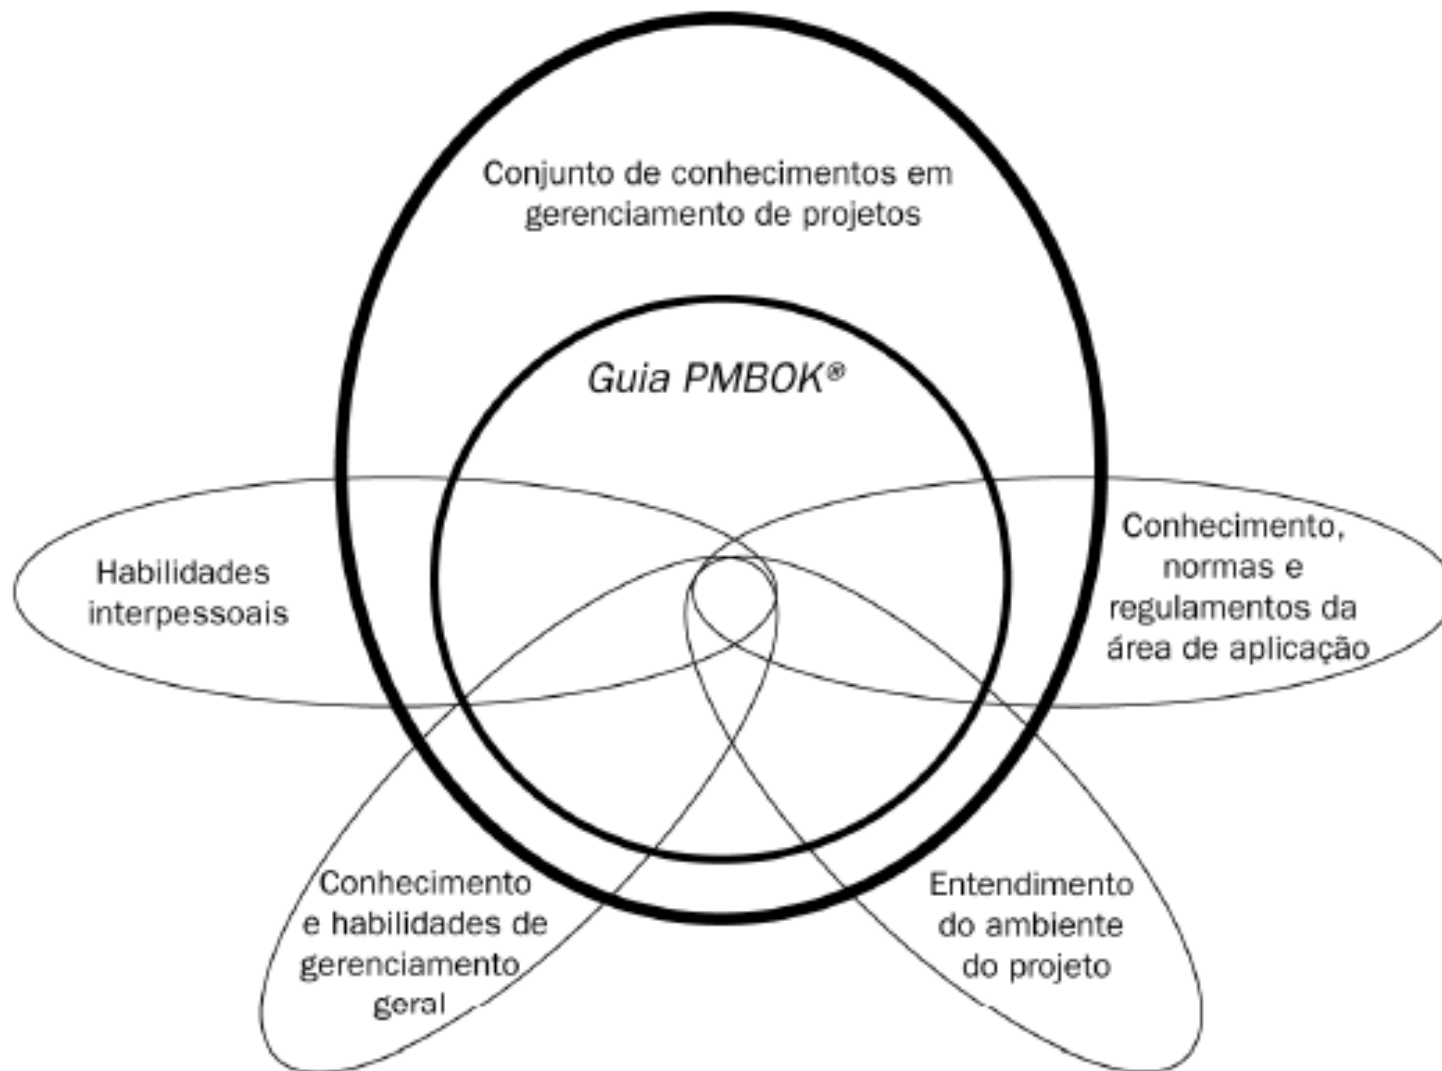 Conjunto de conhecimentos em
gerenciamento de projetos
Guia PMBOK®
Habilidades
interpessoais
Conhecimento,
normas e
regulamentos da
área de aplicação
Conhecimento
e habilidades de
gerenciamento
geral
Entendimento
do ambiente
do projeto